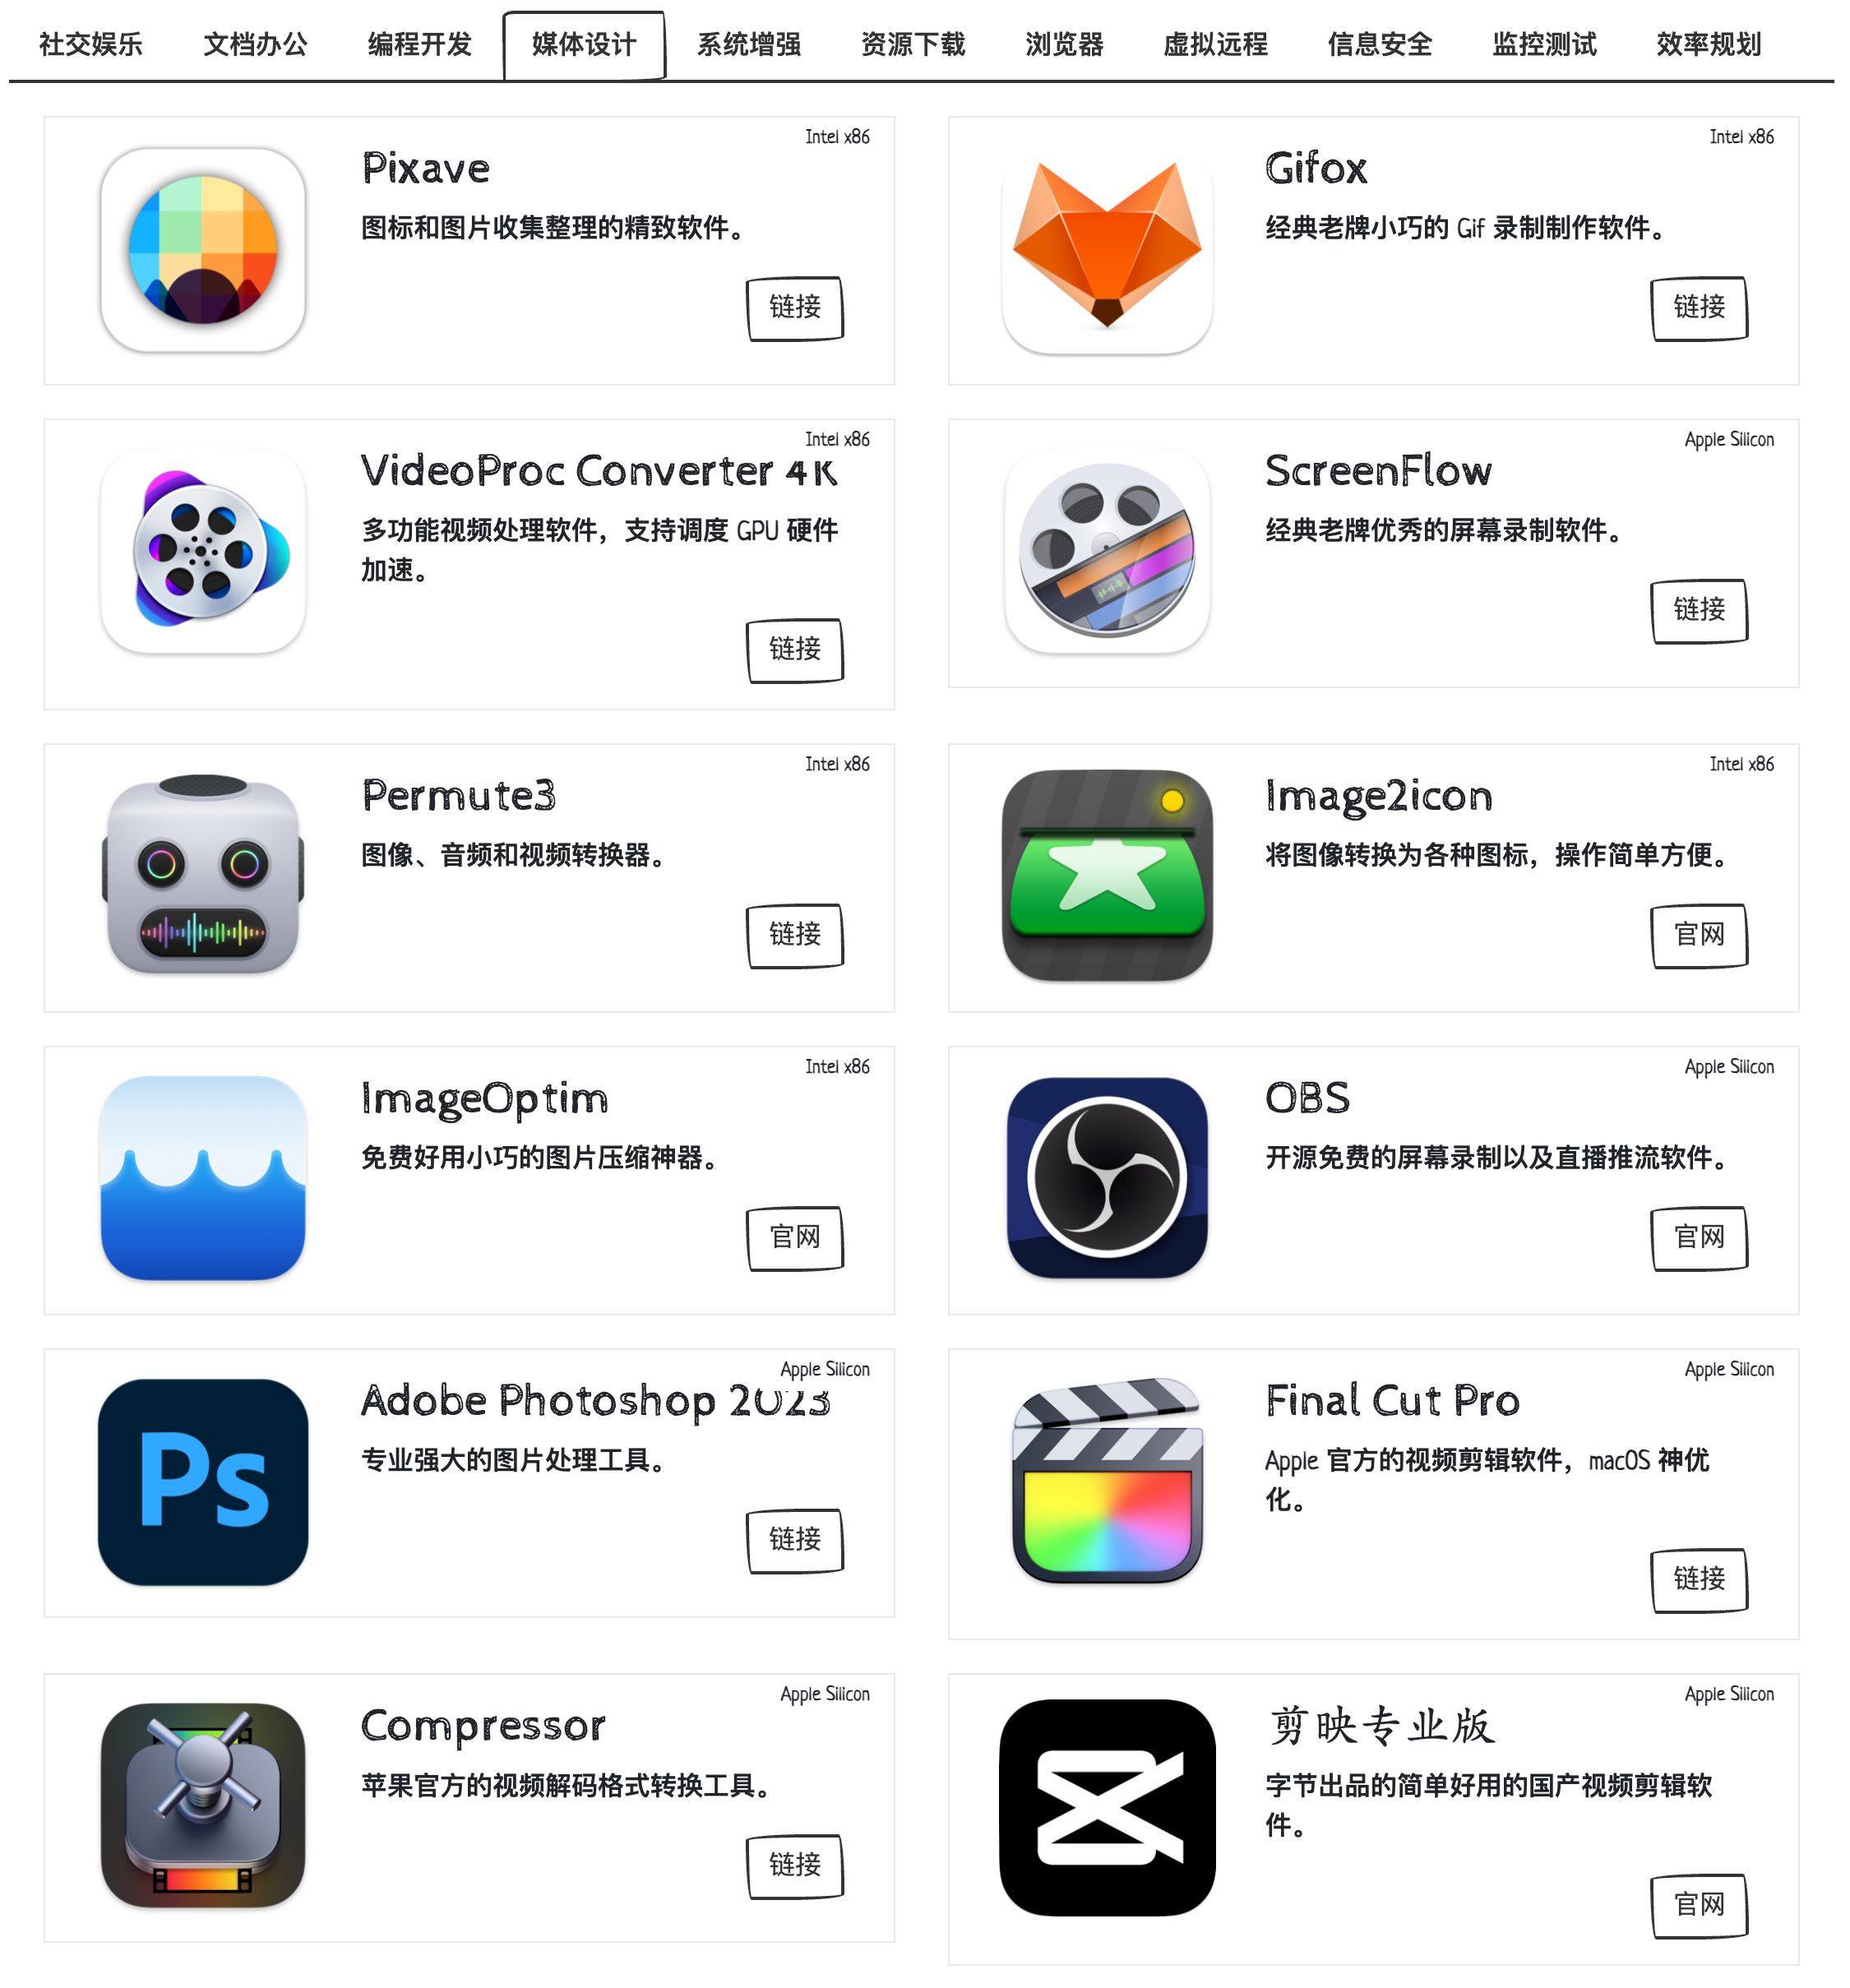 社交娱乐 文档办公 编程开发 媒体设计 系统增强 资源下载 浏览器 虚拟远程 信息安全 监控测试 效率规划
Intel x86
Pixave
图标和图片收集整理的精致软件。
链接
Intel x86
Gifox
经典老牌小巧的 Gif 录制制作软件。
链接
Intel x86
VideoProc Converter 4K
多功能视频处理软件，支持调度 GPU 硬件
加速。
链接
Apple Silicon
ScreenFlow
经典老牌优秀的屏幕录制软件。
链接
Intel x86
Permute3
图像、音频和视频转换器。
链接
Intel x86
Image2icon
将图像转换为各种图标，操作简单方便。
官网
Intel x86
ImageOptim
免费好用小巧的图片压缩神器。
官网
Apple Silicon
OBS
开源免费的屏幕录制以及直播推流软件。
官网
Apple Silicon
Ps
Adobe Photoshop 2023
专业强大的图片处理工具。
链接
Apple Silicon
Final Cut Pro
Apple 官方的视频剪辑软件，macOS 神优
化。
链接
Apple Silicon
Compressor
苹果官方的视频解码格式转换工具。
链接
Apple Silicon
剪映专业版
字节出品的简单好用的国产视频剪辑软
件。
官网